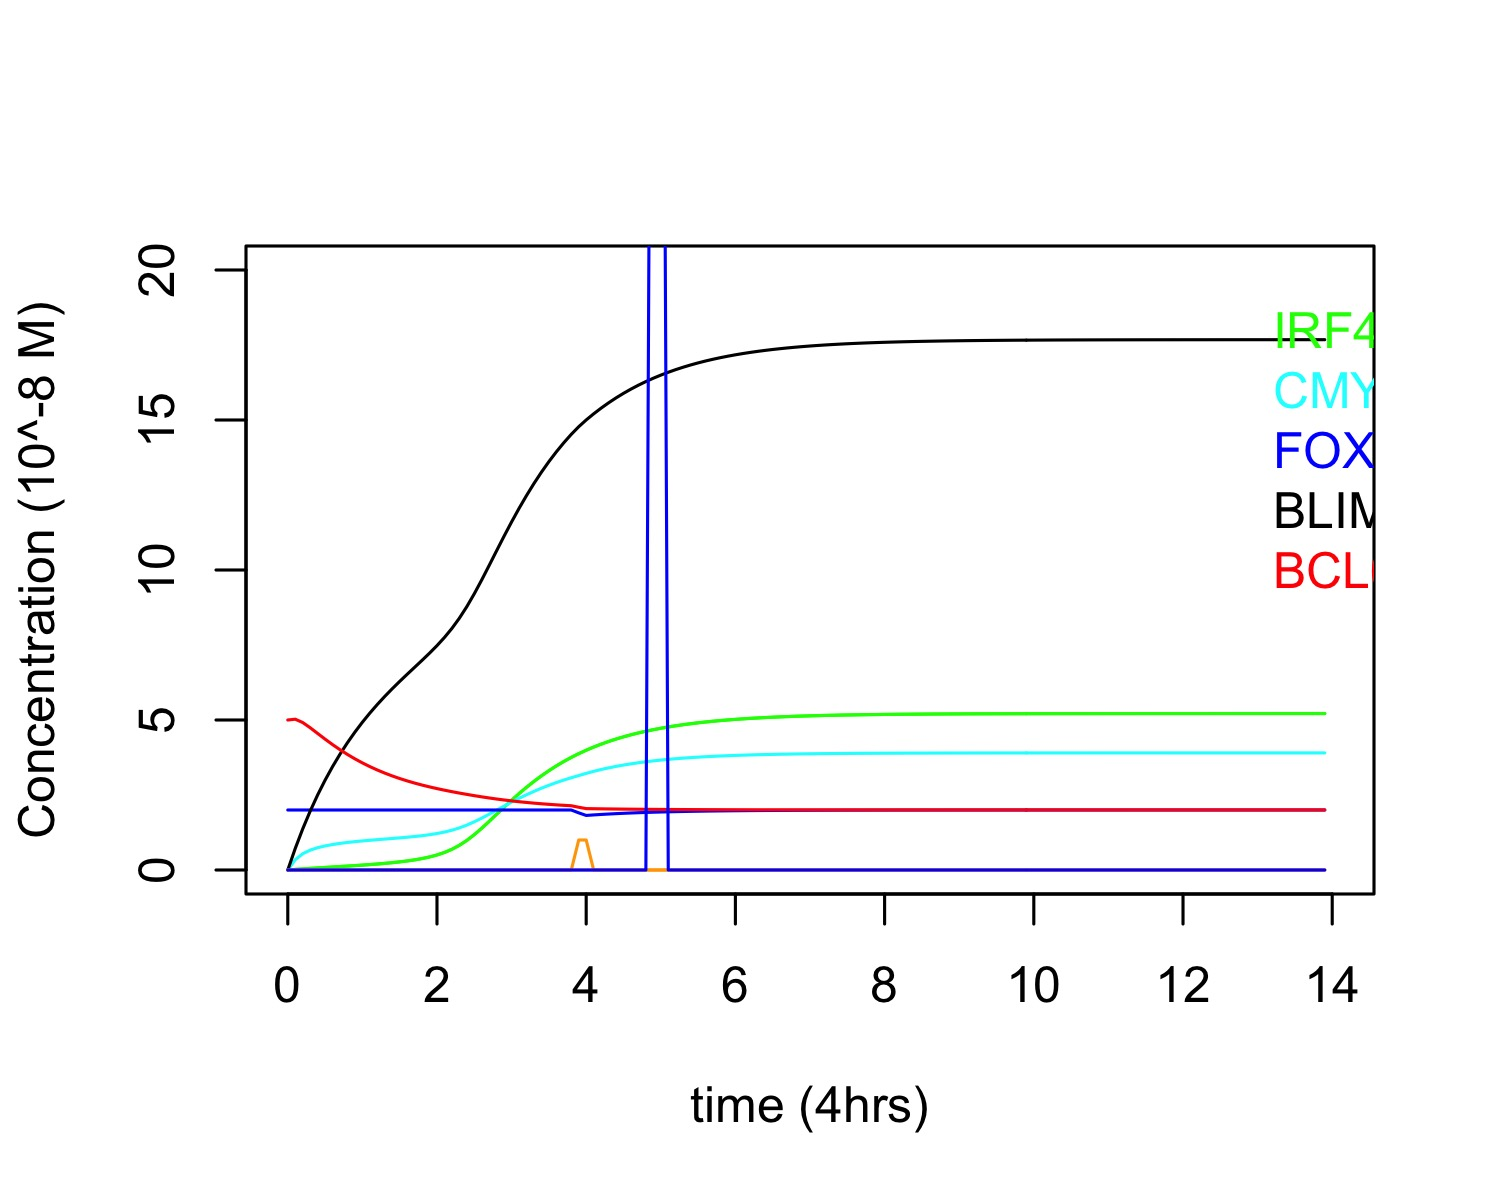 Concentration (10^-8 M)
20
15
10
5
0
IRF4
CMY
FOX
BLIM
BCL
0 2 4 6 8 10 12 14
time (4hrs)